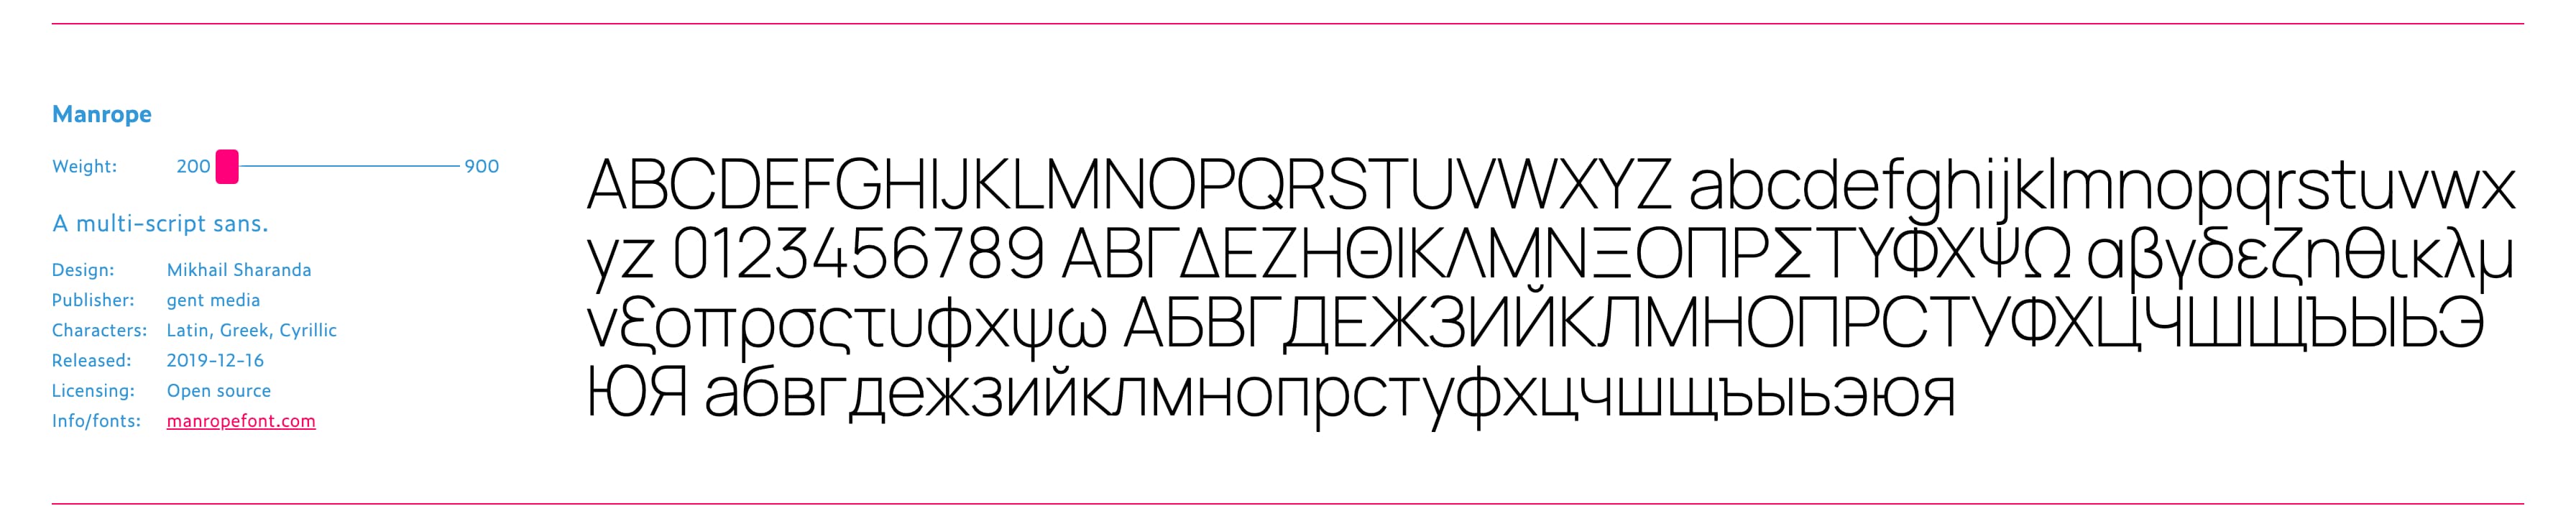 Manrope
Weight: 200 900
A multi-script sans.
Design: Mikhail Sharanda
Publisher: gent media
Characters: Latin, Greek, Cyrillic
Released: 2019-12-16
Licensing: Open source
Info/fonts: manropefont.com
ABCDEFGHIJKLMNOPQRSTUVWXYZ abcdefghijklmnopqrstuvwx
yz 0123456789 ΑΒΓΔΕΖΗΘΙΚΛΜΝΞΟΠΡΣΤΥΦΧΨΩ αβγδεζηθικλμ
νξοπρσςτυφχψω АБВГДЕЖЗИЙКЛМНОПРСТУФХЦЧШЩЪЫЬЭ
ЮЯ абвгдежзийклмнопрстуфхцчшщъыьэюя